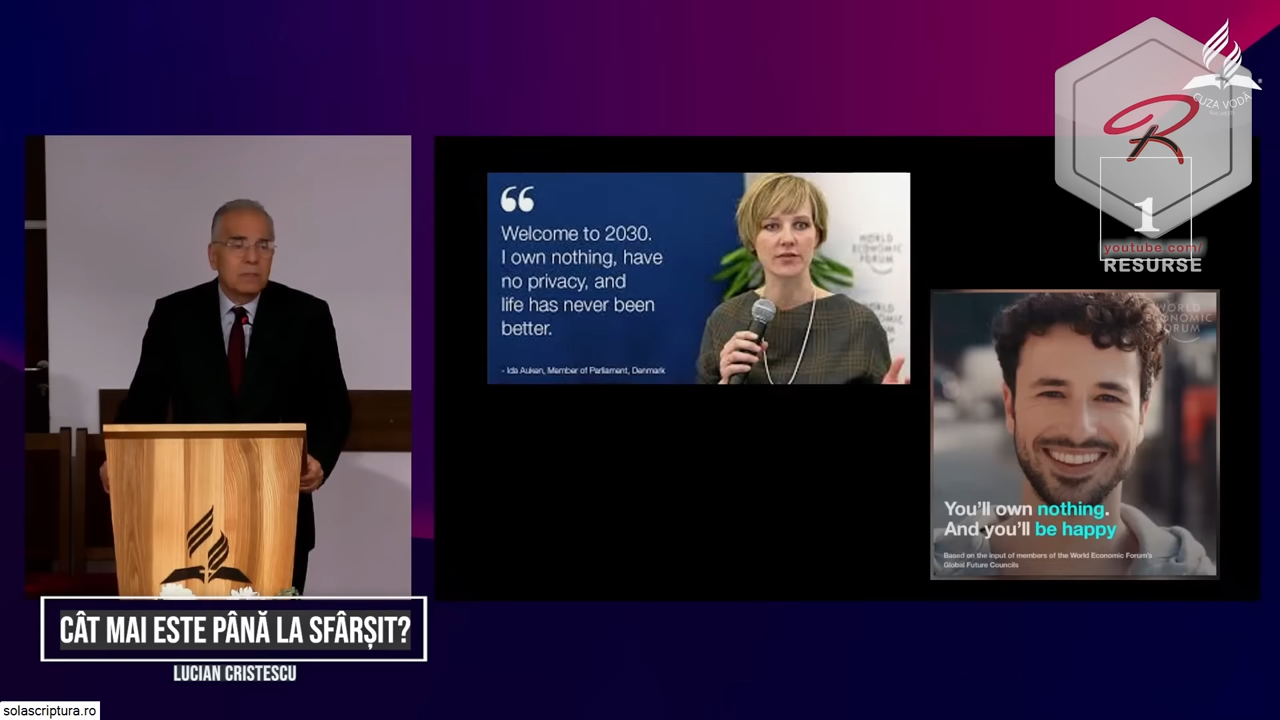 CUZA VODĂ
R
1
youtube com/
RESURSE
“
Welcome to 2030.
I own nothing, have
no privacy, and
life has never been
better.
- Ida Auken, Member of Parliament, Denmark
WORLD
ECONOMIC
FORUM
WORLD
ECONOMIC
FORUM
You'll own nothing.
And you'll be happy
Based on the input of members of the World Economic Forum's
Global Future Councils
CÂT MAI ESTE PÂNĂ LA SFÂRȘIT?
LUCIAN CRISTESCU
solascriptura.ro